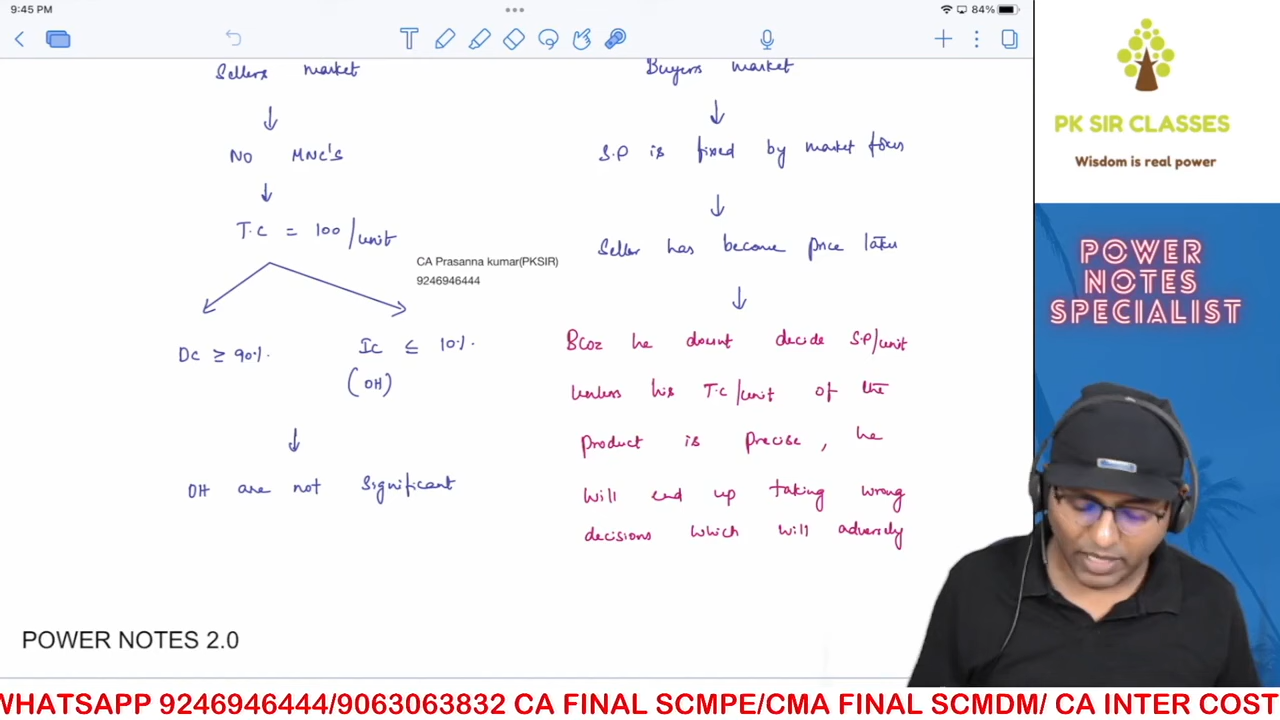 9:45 PM
84%
Sellers market
NO MNC's
T.C = 100/unit
DC ≥ 90%.
IC ≤ 10%.
(OH)
OH are not Significant
CA Prasanna kumar(PKSIR)
9246946444
Buyers market
S.P is fixed by market
Seller has become price
BCoz he decide S.P/unit
unless his T.C/unit of the
Product is Precise, he
will end up taking wrong
decisions which will adversely
POWER NOTES 2.0
PK SIR CLASSES
Wisdom is real power
POWER
NOTES
SPECIALIST
WHATSAPP 9246946444/9063063832 CA FINAL SCMPE/CMA FINAL SCMDM/ CA INTER COST